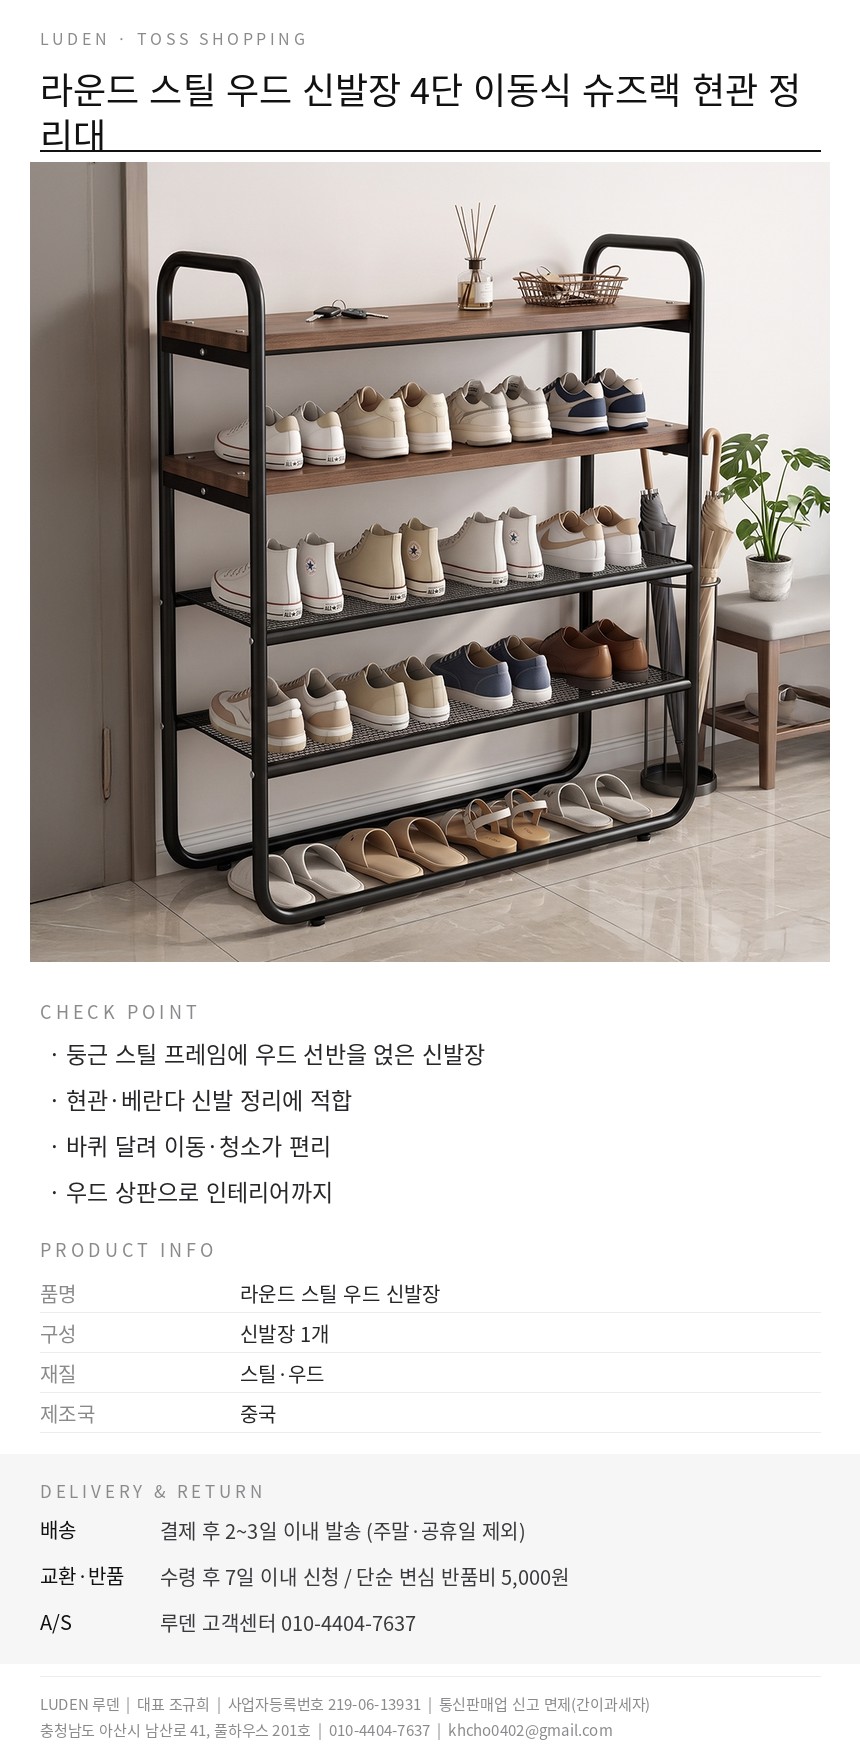 LUDEN · TOSS SHOPPING
라운드 스틸 우드 신발장 4단 이동식 슈즈랙 현관 정
리대
CHECK POINT
· 둥근 스틸 프레임에 우드 선반을 얹은 신발장
· 현관·베란다 신발 정리에 적합
· 바퀴 달려 이동·청소가 편리
· 우드 상판으로 인테리어까지
PRODUCT INFO
품명 라운드 스틸 우드 신발장
구성 신발장 1개
재질 스틸·우드
제조국 중국
DELIVERY & RETURN
배송 결제 후 2~3일 이내 발송 (주말·공휴일 제외)
교환·반품 수령 후 7일 이내 신청 / 단순 변심 반품비 5,000원
A/S 루덴 고객센터 010-4404-7637
LUDEN 루덴 | 대표 조규희 | 사업자등록번호 219-06-13931 | 통신판매업 신고 면제(간이과세자)
충청남도 아산시 남산로 41, 풀하우스 201호 | 010-4404-7637 | khcho0402@gmail.com